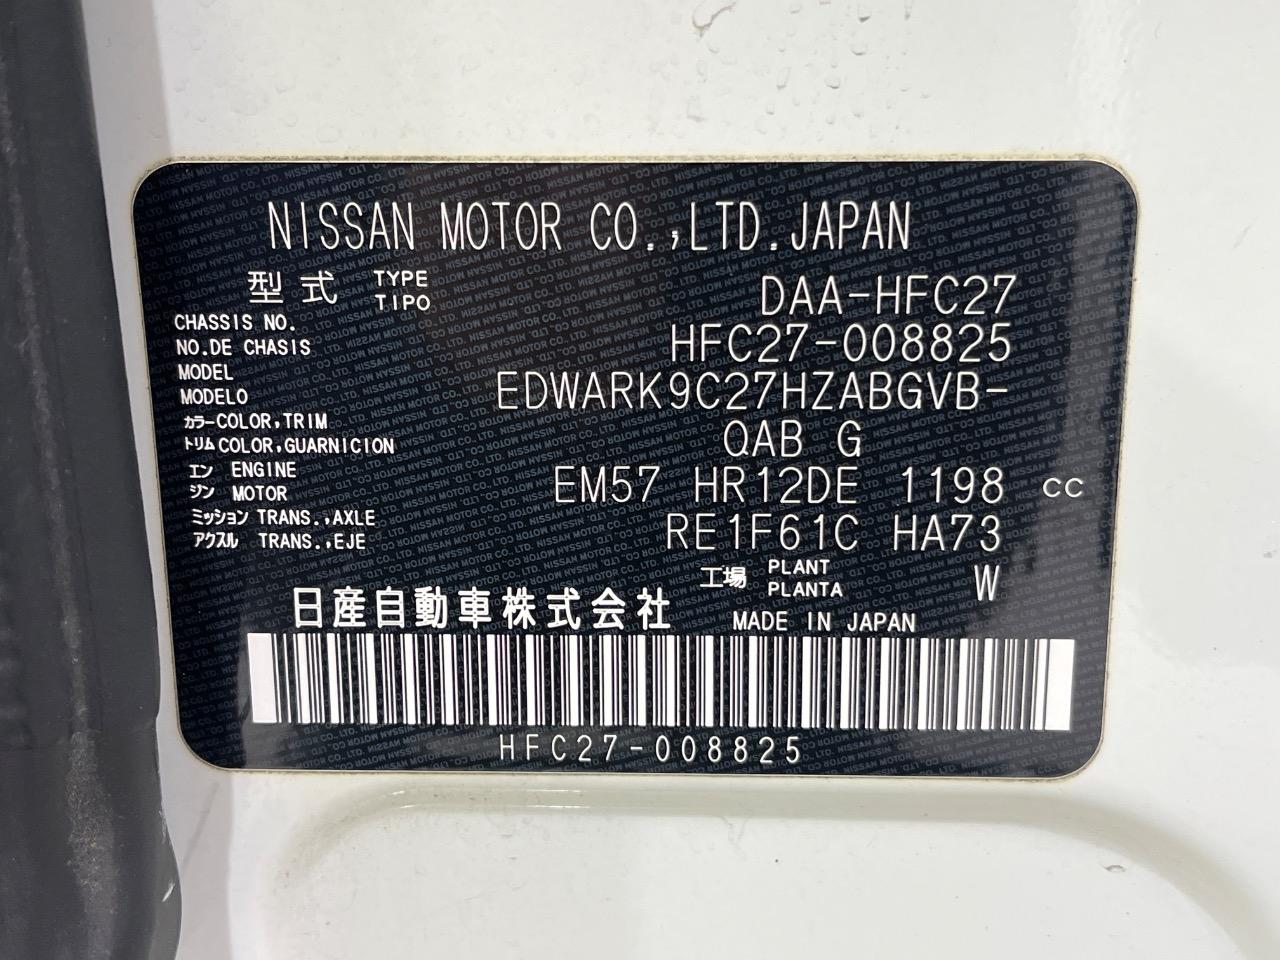 NISSAN MOTOR CO.,LTD.JAPAN
型式 TYPE TIPO DAA-HFC27
CHASSIS NO.
NO.DE CHASIS HFC27-008825
MODEL
MODELO EDWARK9C27HZABGVB-
カラー COLOR,TRIM
トリム COLOR,GUARNICION QAB G
エン ENGINE
ジン MOTOR EM57 HR12DE 1198 CC
ミッション TRANS.,AXLE
アクスル TRANS.,EJE RE1F61C HA73
工場 PLANT PLANTA W
日産自動車株式会社 MADE IN JAPAN
HFC27-008825